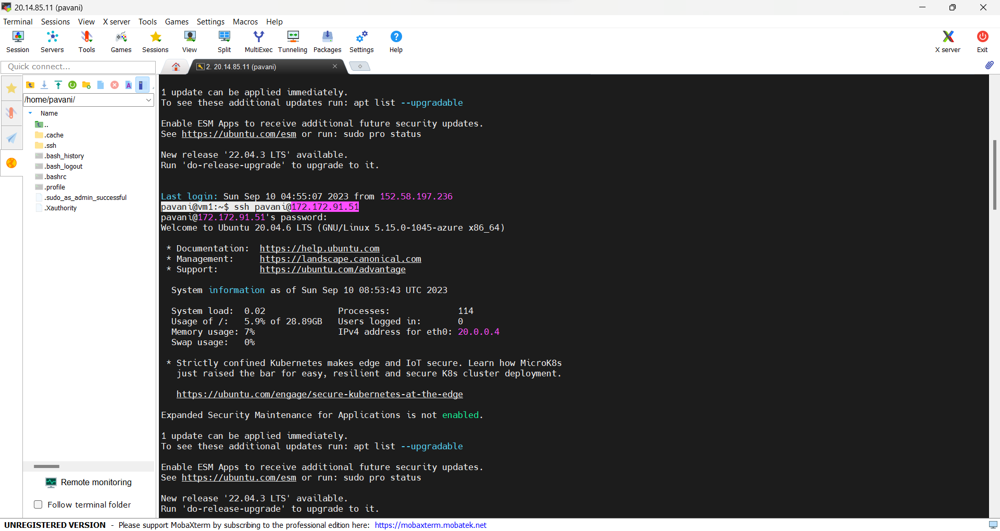 20.14.85.11 (pavani)
Terminal Sessions View X server Tools Games Settings Macros Help
Session Servers Tools Games Sessions View Split MultiExec Tunneling Packages Settings Help X server Exit
Quick connect...
2. 20.14.85.11 (pavani)
/home/pavani/
Name
..
.cache
.ssh
.bash_history
.bash_logout
.bashrc
.profile
.sudo_as_admin_successful
.Xauthority
Remote monitoring
Follow terminal folder
1 update can be applied immediately.
To see these additional updates run: apt list --upgradable
Enable ESM Apps to receive additional future security updates.
See https://ubuntu.com/esm or run: sudo pro status
New release '22.04.3 LTS' available.
Run 'do-release-upgrade' to upgrade to it.
Last login: Sun Sep 10 04:55:07 2023 from 152.58.197.236
pavani@vm1:~$ ssh pavani@172.172.91.51
pavani@172.172.91.51's password:
Welcome to Ubuntu 20.04.6 LTS (GNU/Linux 5.15.0-1045-azure x86_64)
* Documentation: https://help.ubuntu.com
* Management: https://landscape.canonical.com
* Support: https://ubuntu.com/advantage
System information as of Sun Sep 10 08:53:43 UTC 2023
System load: 0.02 Processes: 114
Usage of /: 5.9% of 28.89GB Users logged in: 0
Memory usage: 7% IPv4 address for eth0: 20.0.0.4
Swap usage: 0%
* Strictly confined Kubernetes makes edge and IoT secure. Learn how MicroK8s
just raised the bar for easy, resilient and secure K8s cluster deployment.
https://ubuntu.com/engage/secure-kubernetes-at-the-edge
Expanded Security Maintenance for Applications is not enabled.
1 update can be applied immediately.
To see these additional updates run: apt list --upgradable
Enable ESM Apps to receive additional future security updates.
See https://ubuntu.com/esm or run: sudo pro status
New release '22.04.3 LTS' available.
Run 'do-release-upgrade' to upgrade to it.
UNREGISTERED VERSION - Please support MobaXterm by subscribing to the professional edition here: https://mobaxterm.mobatek.net